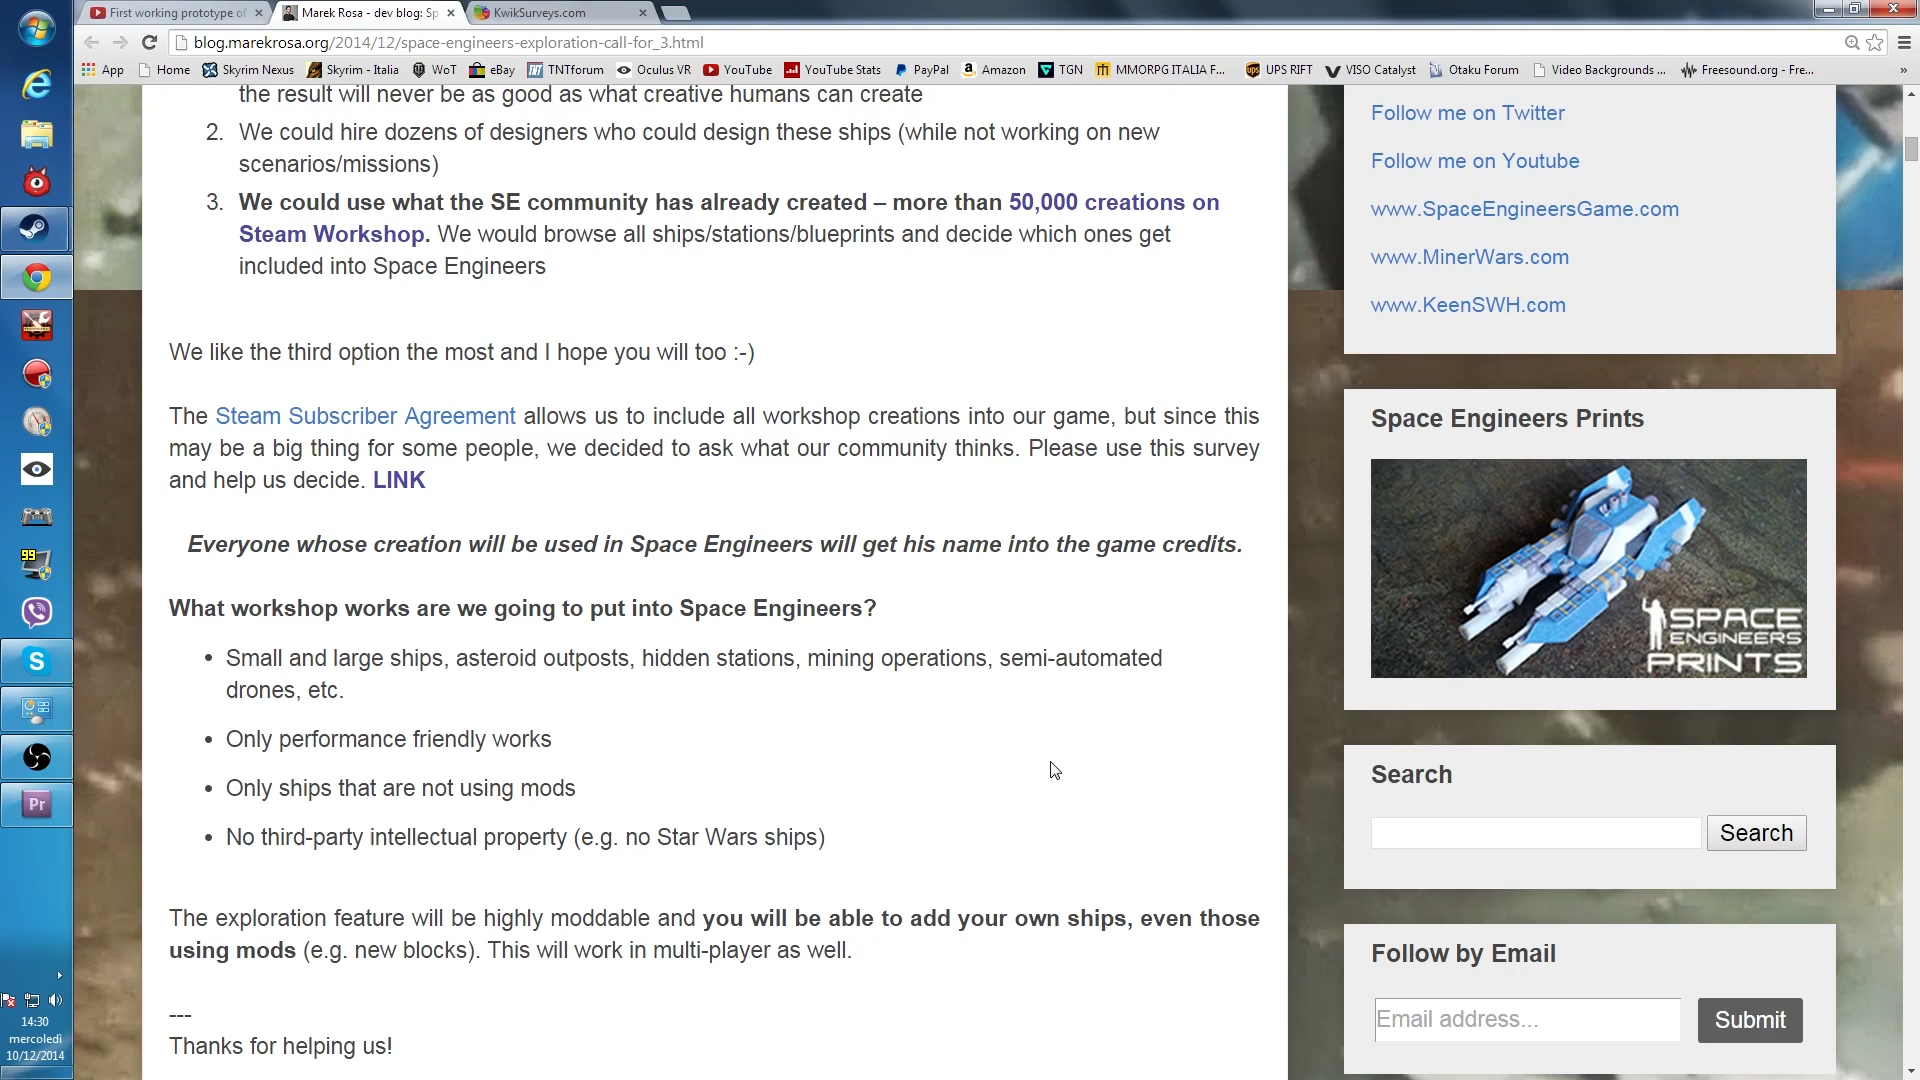 First working prototype of
Marek Rosa - dev blog: Sp
KwikSurveys.com
blog.marekrosa.org/2014/12/space-engineers-exploration-call-for_3.html
App
Home
Skyrim Nexus
Skyrim - Italia
WoT
eBay
TNTforum
Oculus VR
YouTube
YouTube Stats
PayPal
Amazon
TGN
MMORPG ITALIA F...
UPS RIFT
VISO Catalyst
Otaku Forum
Video Backgrounds ...
Freesound.org - Fre...
»
the result will never be as good as what creative humans can create
2. We could hire dozens of designers who could design these ships (while not working on new
scenarios/missions)
3. We could use what the SE community has already created – more than 50,000 creations on
Steam Workshop. We would browse all ships/stations/blueprints and decide which ones get
included into Space Engineers
We like the third option the most and I hope you will too :-)
The Steam Subscriber Agreement allows us to include all workshop creations into our game, but since this
may be a big thing for some people, we decided to ask what our community thinks. Please use this survey
and help us decide. LINK
Everyone whose creation will be used in Space Engineers will get his name into the game credits.
What workshop works are we going to put into Space Engineers?
• Small and large ships, asteroid outposts, hidden stations, mining operations, semi-automated
drones, etc.
• Only performance friendly works
• Only ships that are not using mods
• No third-party intellectual property (e.g. no Star Wars ships)
The exploration feature will be highly moddable and you will be able to add your own ships, even those
using mods (e.g. new blocks). This will work in multi-player as well.
---
Thanks for helping us!
Follow me on Twitter
Follow me on Youtube
www.SpaceEngineersGame.com
www.MinerWars.com
www.KeenSWH.com
Space Engineers Prints
SPACE
ENGINEERS
PRINTS
Search
Search
Follow by Email
Email address...
Submit
99
S
Pr
14:30
mercoledì
10/12/2014